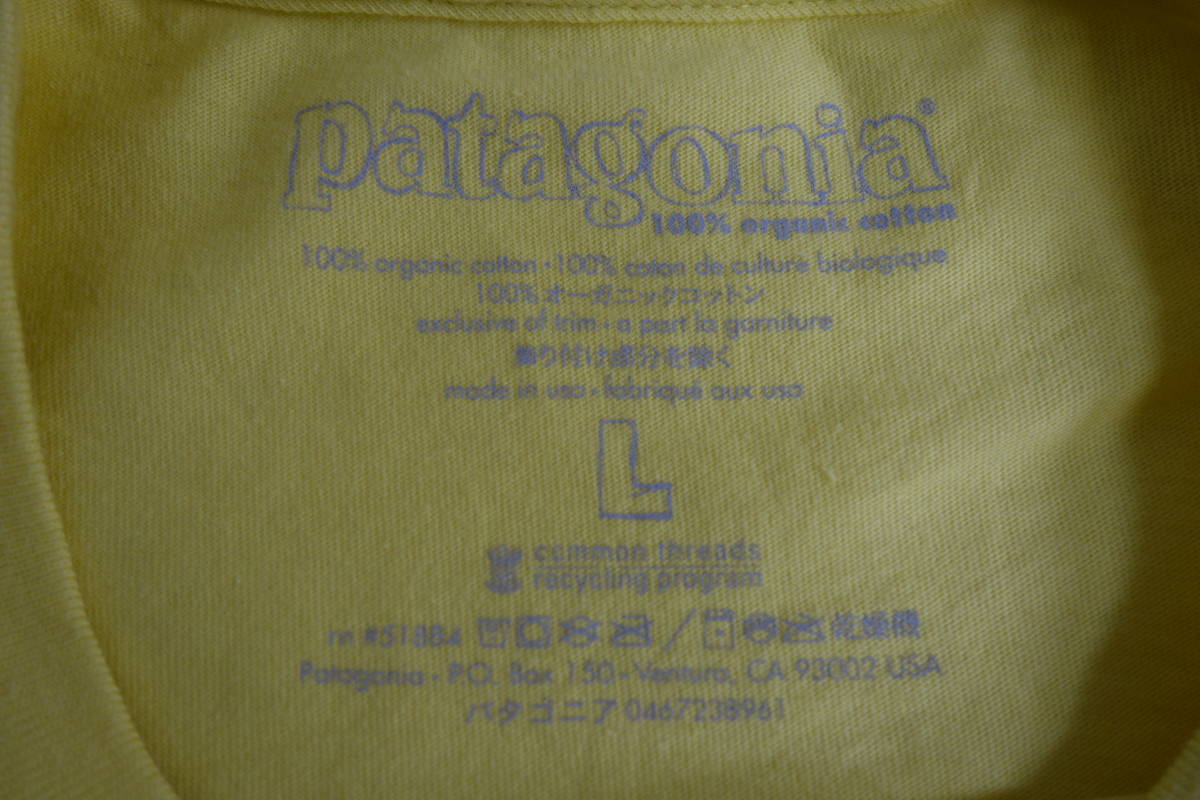 patagonia®
100% organic cotton
100% organic cotton • 100% coton de culture biologique
100% オーガニックコットン
exclusive of trim • a part la garniture
飾り付け部分を除く
made in usa • fabriqué aux usa
L
common threads
recycling program
rn #51884 乾燥機
Patagonia • P.O. Box 150 • Ventura, CA 93002 USA
パタゴニア 0467238961